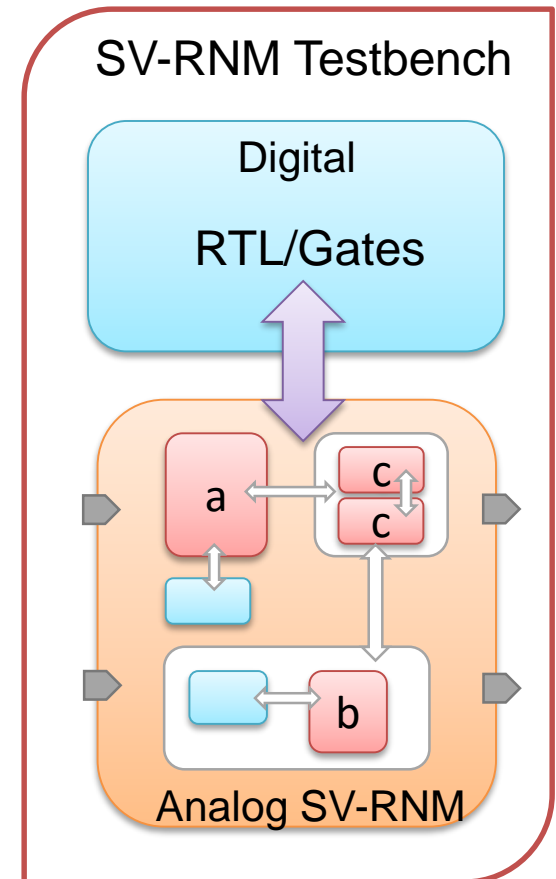 SV-RNM Testbench
Digital
RTL/Gates
a
c
c
b
Analog SV-RNM